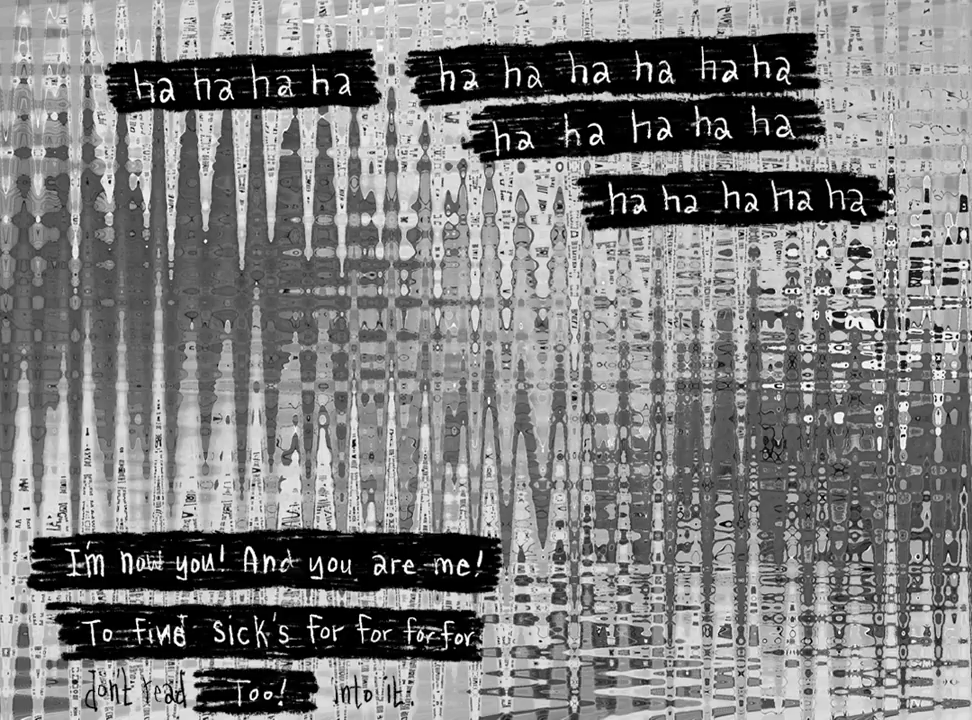 ha ha ha ha
ha ha ha ha ha ha
ha ha ha ha ha
ha ha ha ha ha
I'm now you! And you are me!
To find sick's for for for for
dont read Too! into it